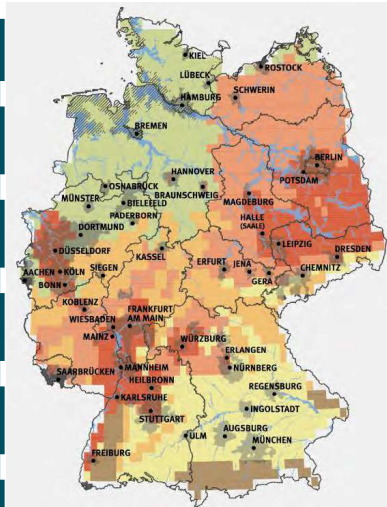 KIEL
ROSTOCK
LÜBECK
SCHWERIN
HAMBURG
BREMEN
BERLIN
HANNOVER
POTSDAM
OSNABRÜCK
BRAUNSCHWEIG
MÜNSTER
BIELEFELD
MAGDEBURG
PADERBORN
DORTMUND
HALLE
(SAALE)
LEIPZIG
DÜSSELDORF
KASSEL
DRESDEN
AACHEN
KÖLN
SIEGEN
ERFURT
JENA
CHEMNITZ
BONN
GERA
KOBLENZ
WIESBADEN
FRANKFURT
AM MAIN
MAINZ
WÜRZBURG
ERLANGEN
SAARBRÜCKEN
MANNHEIM
NÜRNBERG
HEILBRONN
REGENSBURG
KARLSRUHE
STUTTGART
INGOLSTADT
ULM
AUGSBURG
MÜNCHEN
FREIBURG